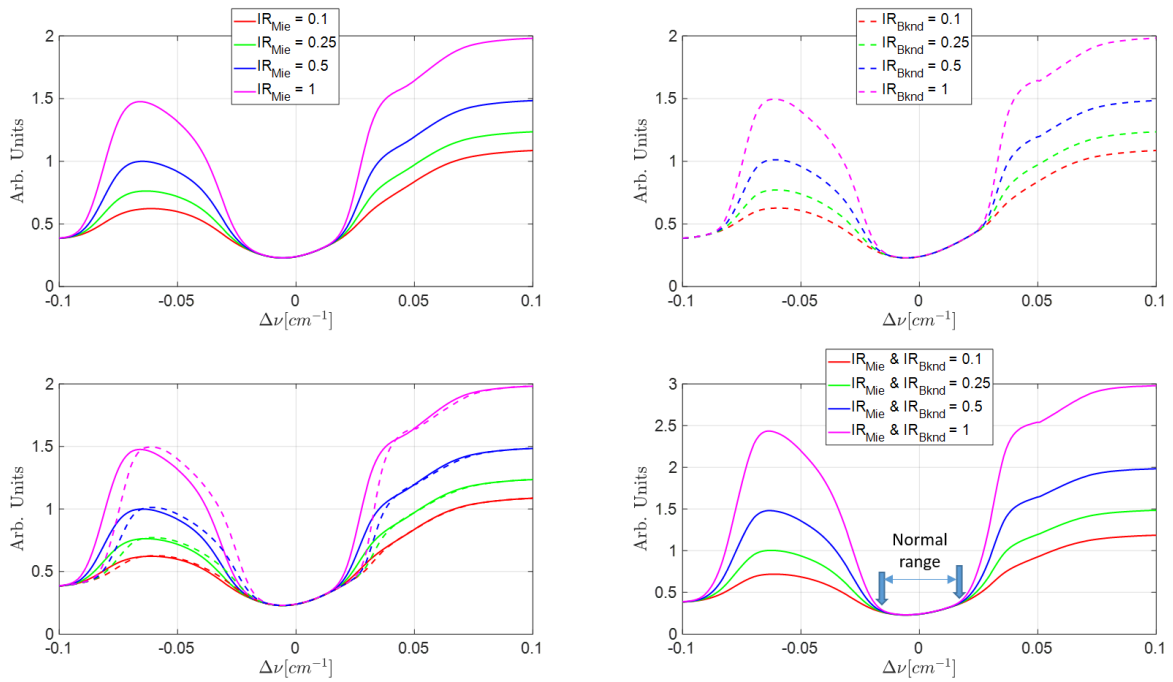 IR_Mie = 0.1
IR_Mie = 0.25
IR_Mie = 0.5
IR_Mie = 1
2
1.5
1
0.5
0
Arb. Units
-0.1 -0.05 0 0.05 0.1
Δν[cm⁻¹]
IR_Bknd = 0.1
IR_Bknd = 0.25
IR_Bknd = 0.5
IR_Bknd = 1
2
1.5
1
0.5
0
Arb. Units
-0.1 -0.05 0 0.05 0.1
Δν[cm⁻¹]
2
1.5
1
0.5
0
Arb. Units
-0.1 -0.05 0 0.05 0.1
Δν[cm⁻¹]
IR_Mie & IR_Bknd = 0.1
IR_Mie & IR_Bknd = 0.25
IR_Mie & IR_Bknd = 0.5
IR_Mie & IR_Bknd = 1
3
2.5
2
1.5
1
0.5
0
Arb. Units
Normal
range
-0.1 -0.05 0 0.05 0.1
Δν[cm⁻¹]